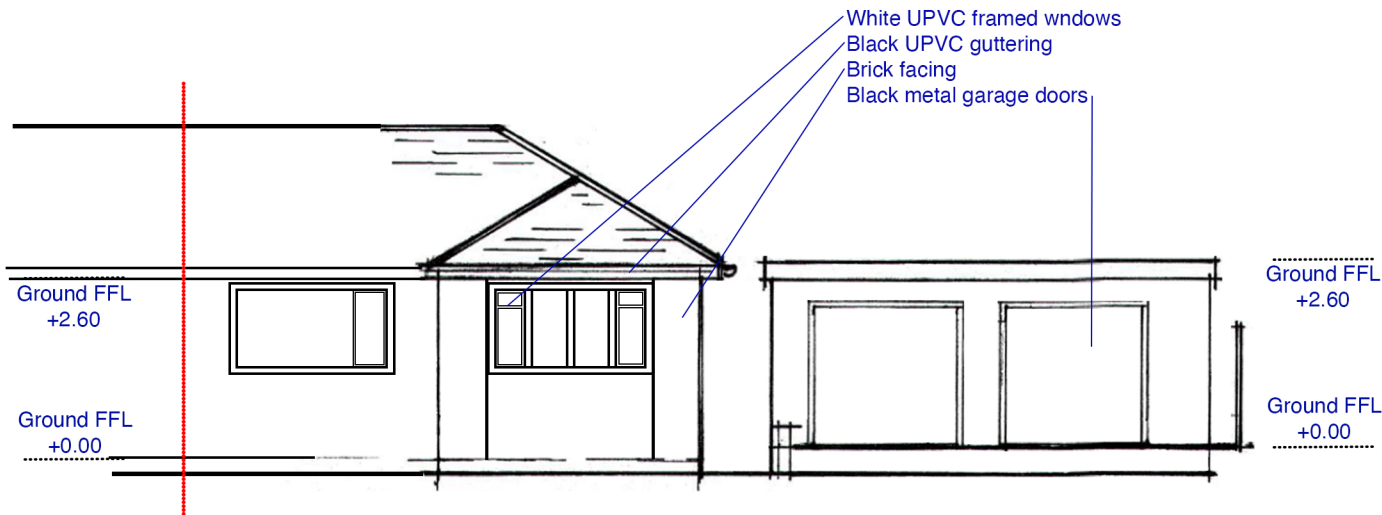 White UPVC framed wndows
Black UPVC guttering
Brick facing
Black metal garage doors
Ground FFL
+2.60
Ground FFL
+2.60
Ground FFL
+0.00
Ground FFL
+0.00